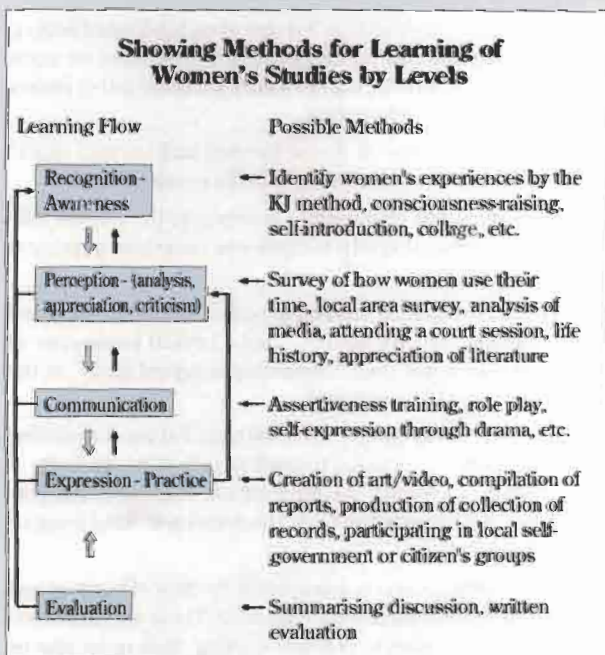 Showing Methods for Learning of
Women's Studies by Levels
Learning Flow
Possible Methods
Recognition -
Awareness
Identify women's experiences by the
KJ method, consciousness-raising,
self-introduction, collage, etc.
Perception - (analysis,
appreciation, criticism)
Survey of how women use their
time, local area survey, analysis of
media, attending a court session, life
history, appreciation of literature
Communication
Assertiveness training, role play,
self-expression through drama, etc.
Expression - Practice
Creation of art/video, compilation of
reports, production of collection of
records, participating in local self-
government or citizen's groups
Evaluation
Summarising discussion, written
evaluation